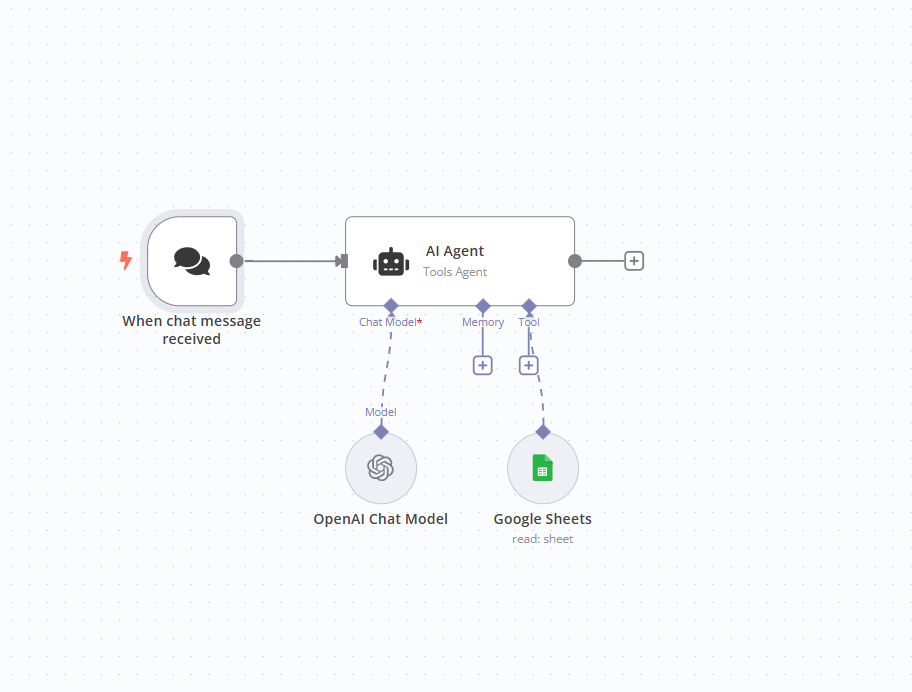 AI Agent
Tools Agent
When chat message
received
Chat Model*
Memory
Tool
Model
OpenAI Chat Model
Google Sheets
read: sheet